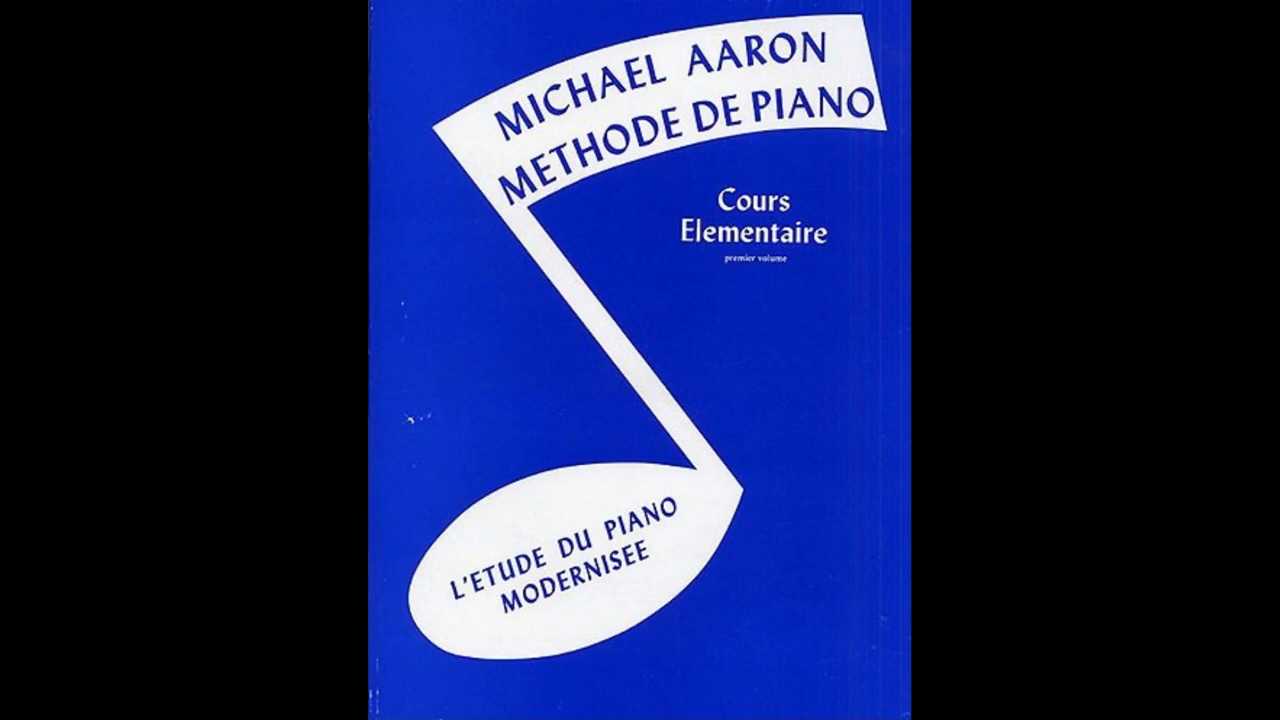 MICHAEL AARON
METHODE DE PIANO
Cours
Elementaire
premier volume
L'ETUDE DU PIANO
MODERNISEE